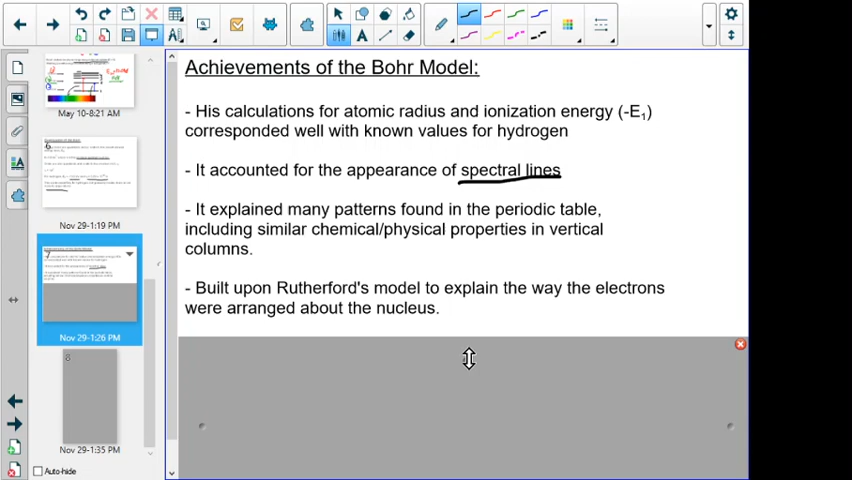 Achievements of the Bohr Model:
- His calculations for atomic radius and ionization energy (-E₁)
corresponded well with known values for hydrogen
- It accounted for the appearance of spectral lines
- It explained many patterns found in the periodic table,
including similar chemical/physical properties in vertical
columns.
- Built upon Rutherford's model to explain the way the electrons
were arranged about the nucleus.
May 10-8:21 AM
6
Nov 29-1:19 PM
7
Nov 29-1:26 PM
8
Nov 29-1:35 PM
Auto-hide